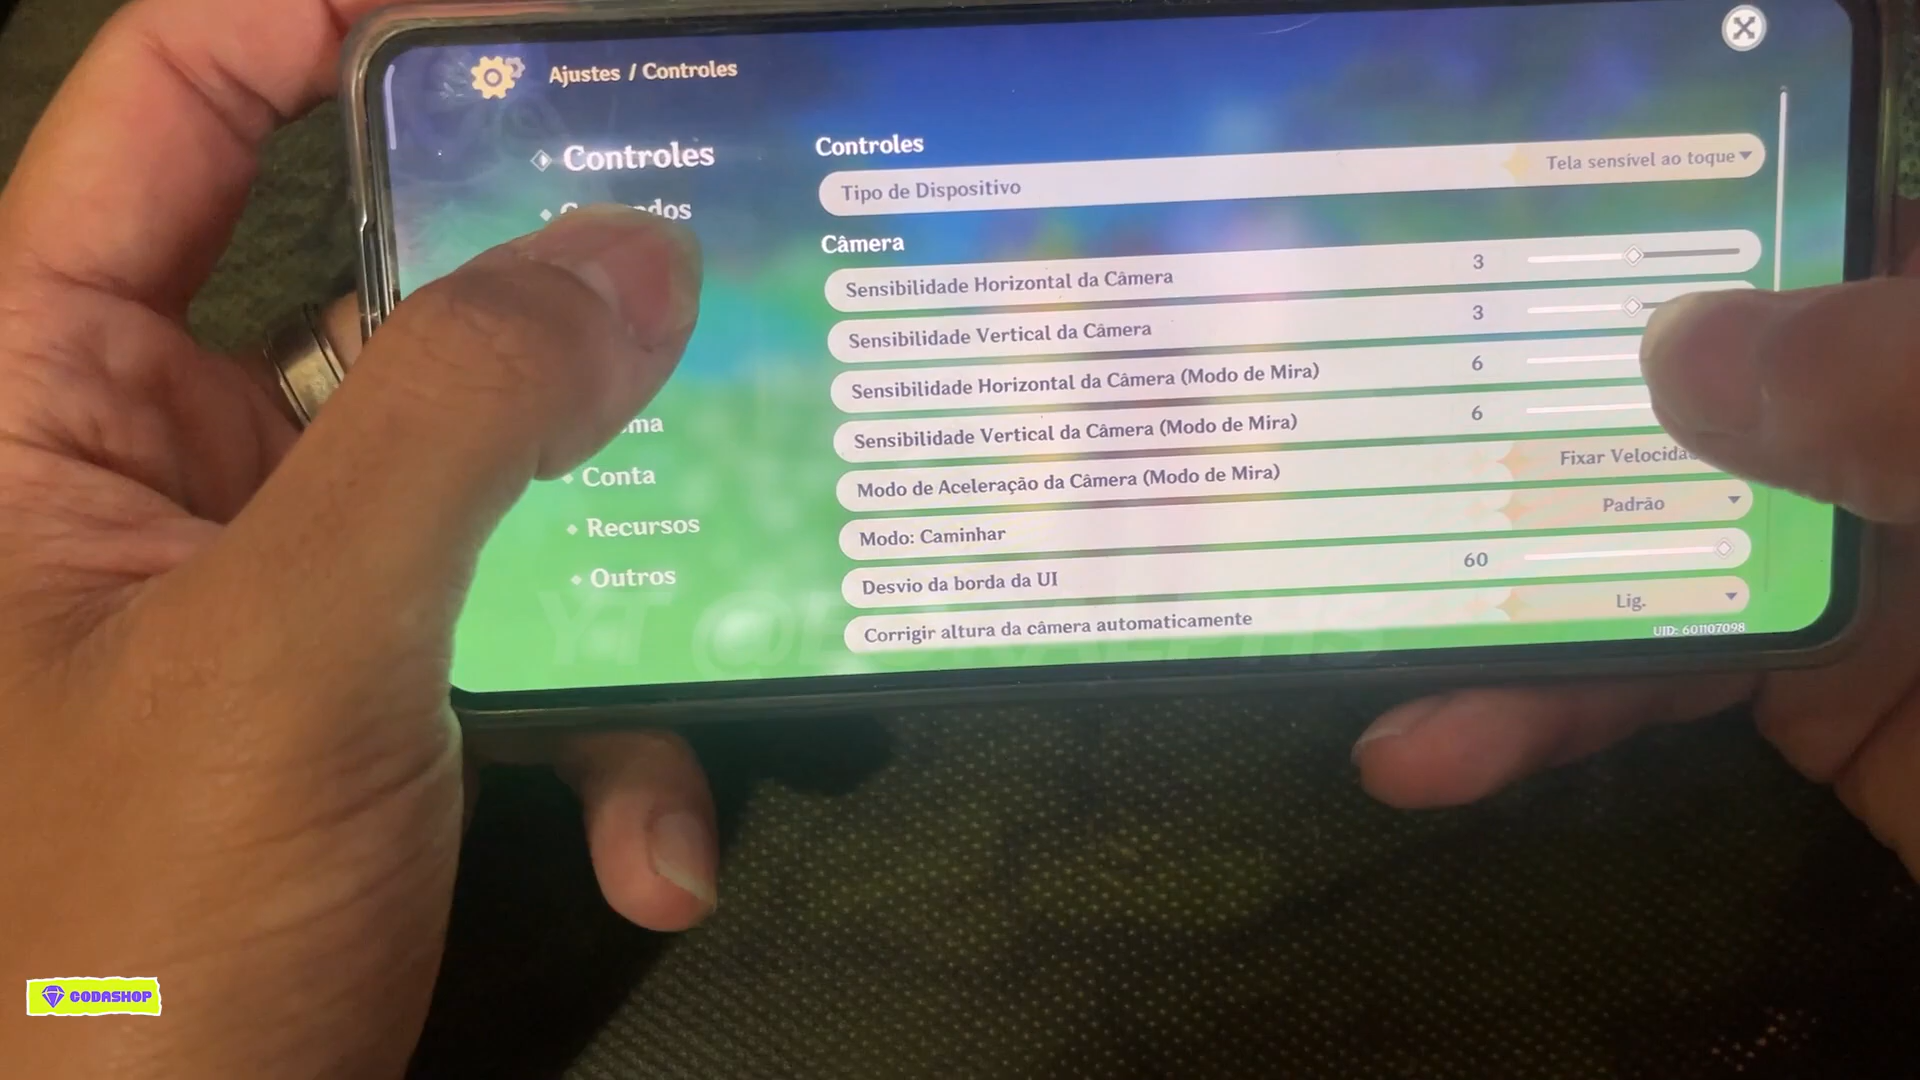 Ajustes / Controles
Controles
Conta
Recursos
Outros
Controles
Tipo de Dispositivo
Tela sensível ao toque
Câmera
Sensibilidade Horizontal da Câmera
3
Sensibilidade Vertical da Câmera
3
Sensibilidade Horizontal da Câmera (Modo de Mira)
6
Sensibilidade Vertical da Câmera (Modo de Mira)
6
Modo de Aceleração da Câmera (Modo de Mira)
Fixar
Modo: Caminhar
Padrão
Desvio da borda da UI
60
Corrigir altura da câmera automaticamente
Lig.
UID: 601107098
YT
CODASHOP